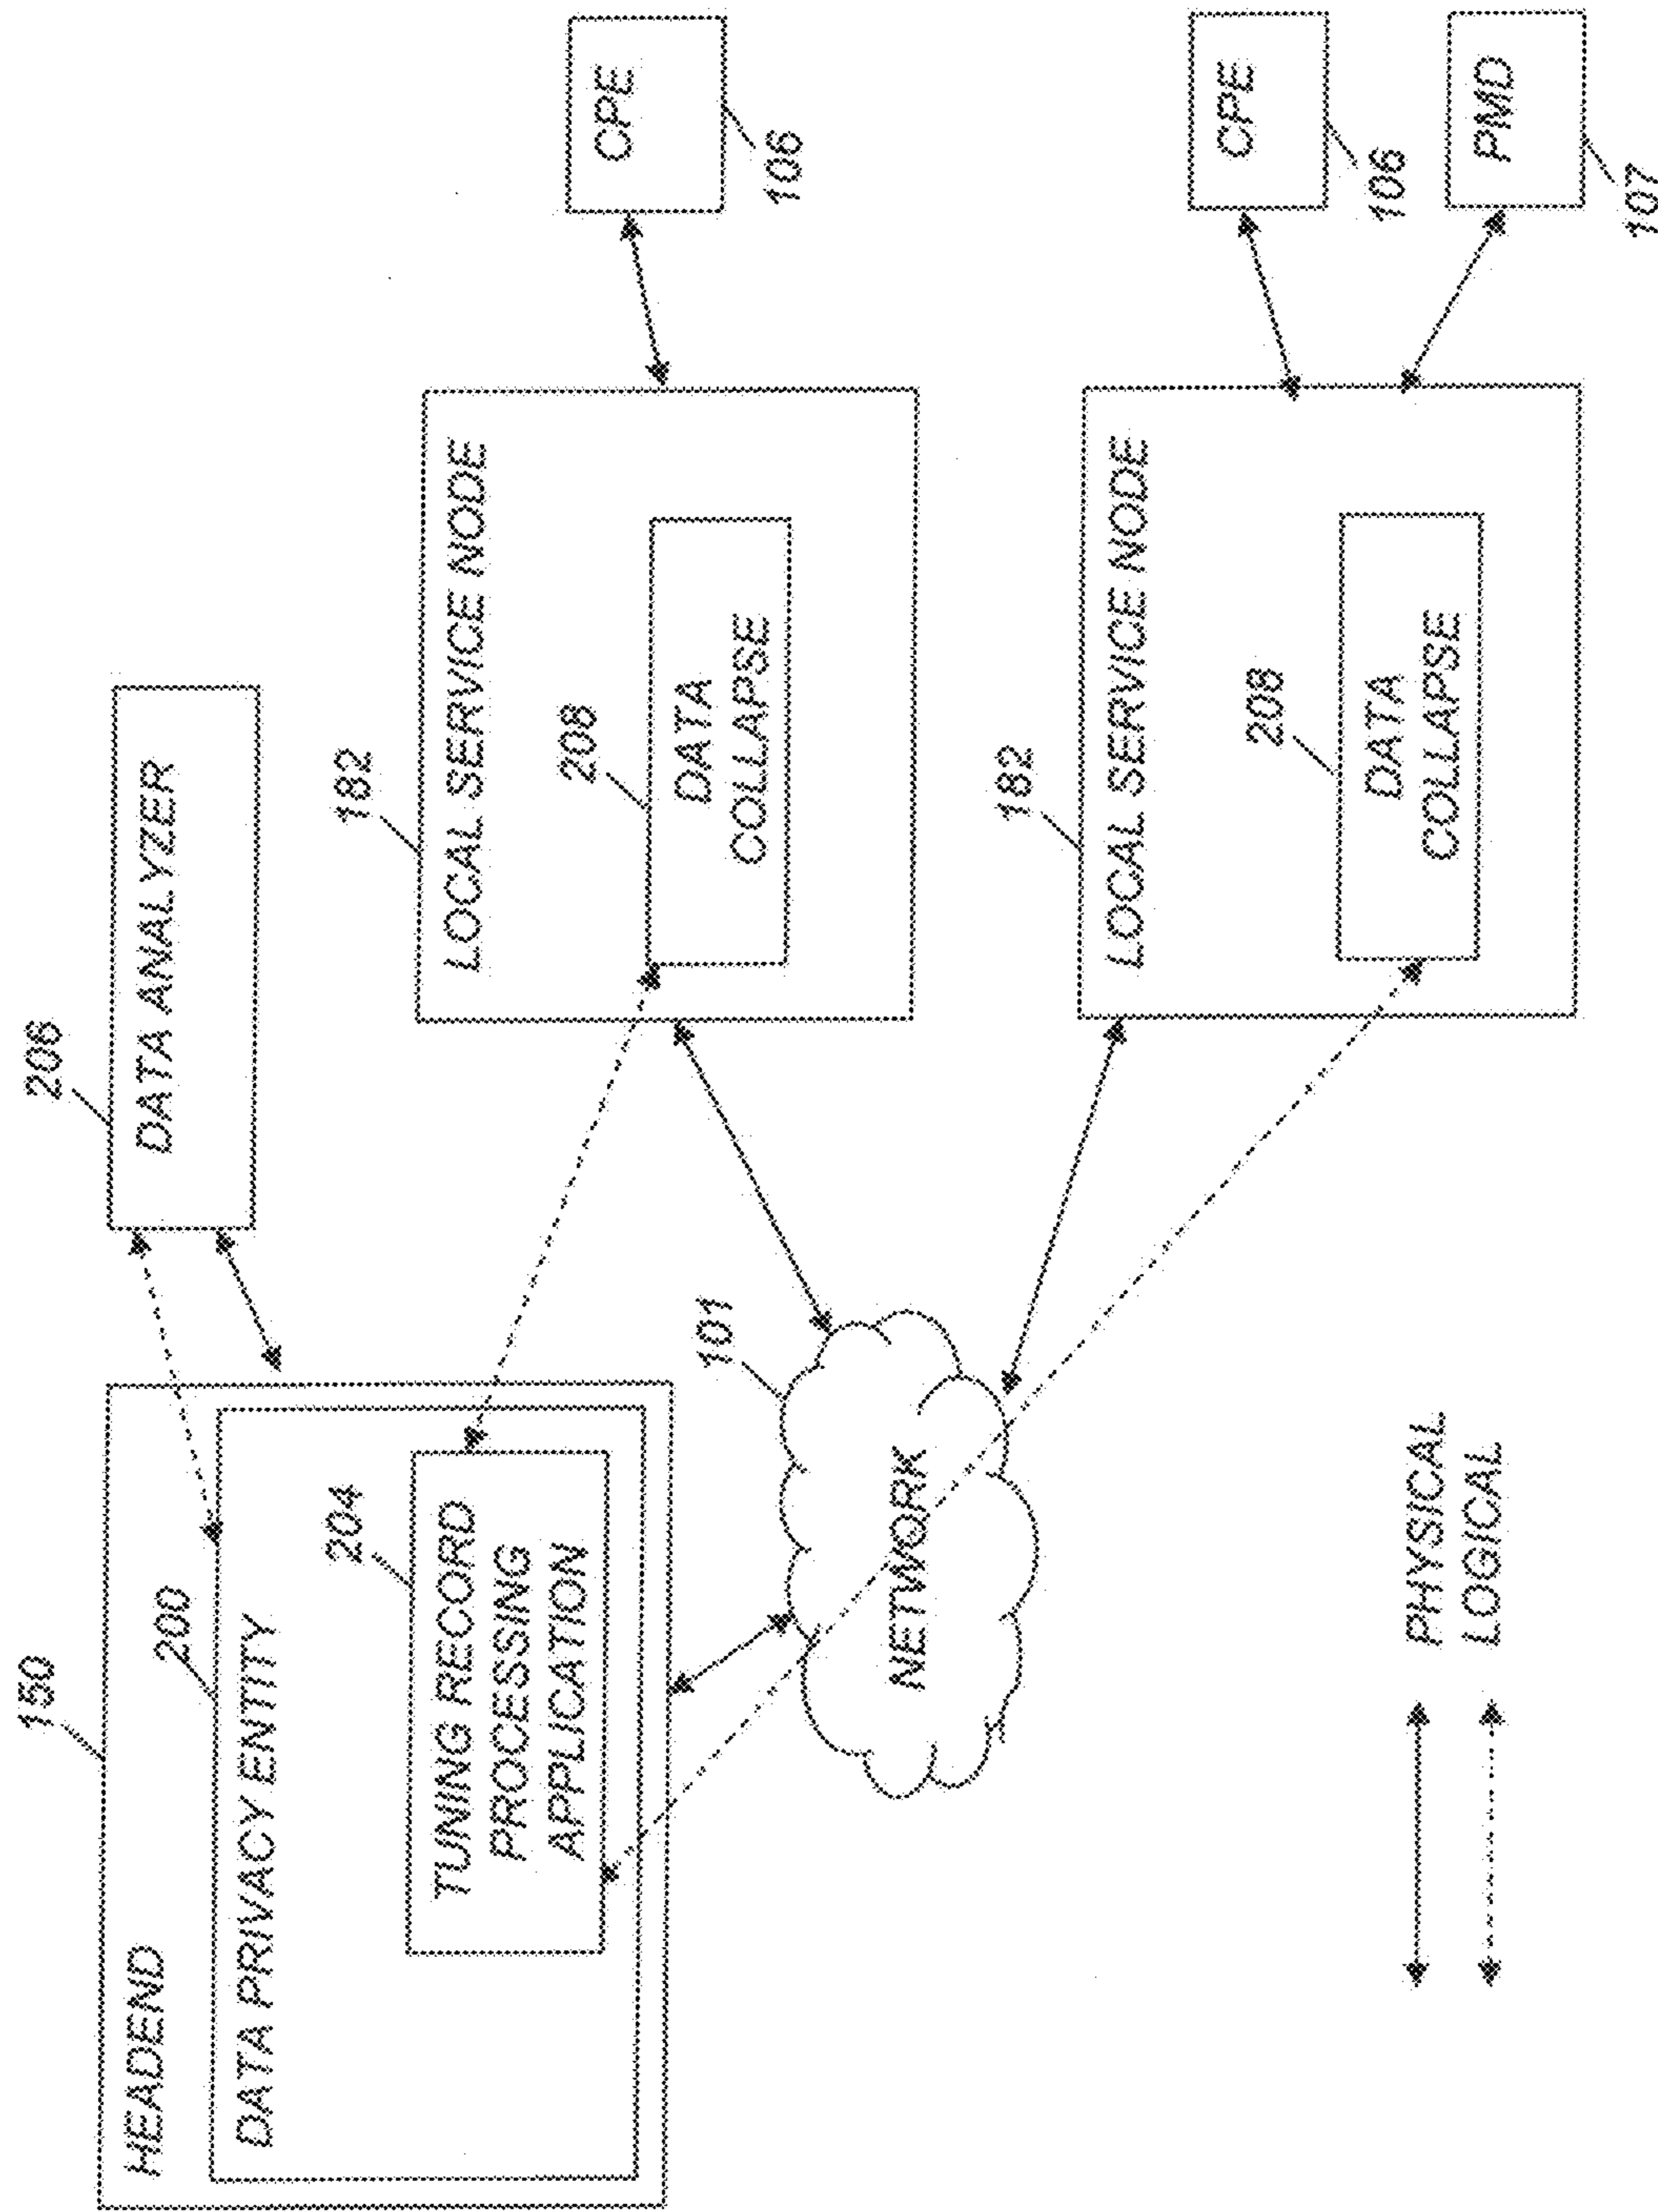 150
HEADEND
200
DATA PRIVACY ENTITY
204
TUNING RECORD
PROCESSING
APPLICATION
206
DATA ANALYZER
101
NETWORK
182
LOCAL SERVICE NODE
208
DATA
COLLAPSE
CPE
106
182
LOCAL SERVICE NODE
208
DATA
COLLAPSE
CPE
106
PMD
107
PHYSICAL
LOGICAL